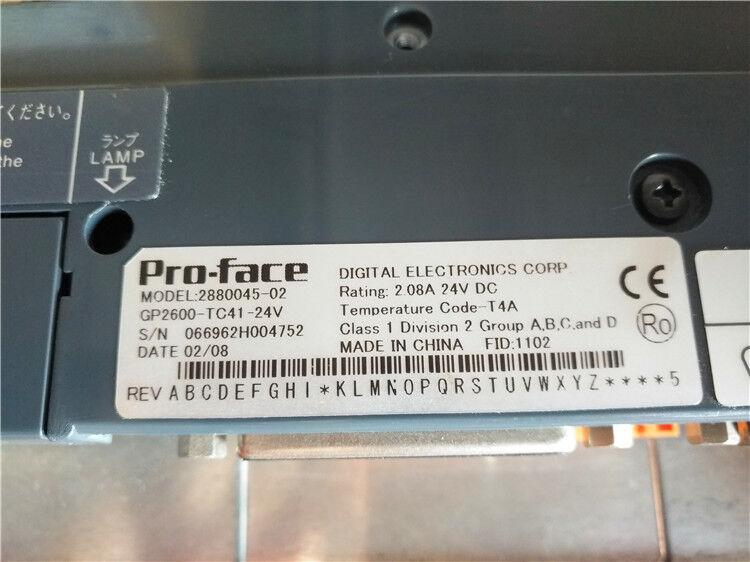 ください。
the
ランプ
LAMP
Pro-face
MODEL:2880045-02
GP2600-TC41-24V
S/N 066962H004752
DATE 02/08
DIGITAL ELECTRONICS CORP.
Rating: 2.08A 24V DC
Temperature Code-T4A
Class 1 Division 2 Group A,B,C,and D
MADE IN CHINA FID:1102
CE
Ro
REV A B C D E F G H I * K L M N O P Q R S T U V W X Y Z * * * * 5